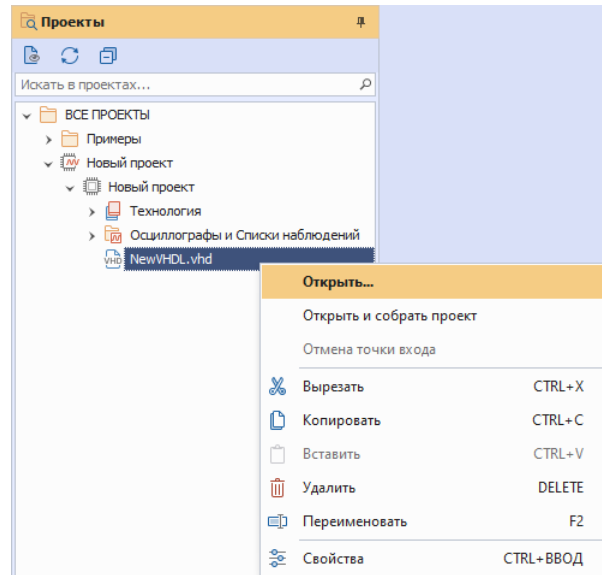 Проекты
Искать в проектах...
ВСЕ ПРОЕКТЫ
Примеры
Новый проект
Новый проект
Технология
Осциллографы и Списки наблюдений
VHD NewVHDL.vhd
Открыть...
Открыть и собрать проект
Отмена точки входа
Вырезать CTRL+X
Копировать CTRL+C
Вставить CTRL+V
Удалить DELETE
Переименовать F2
Свойства CTRL+ВВОД